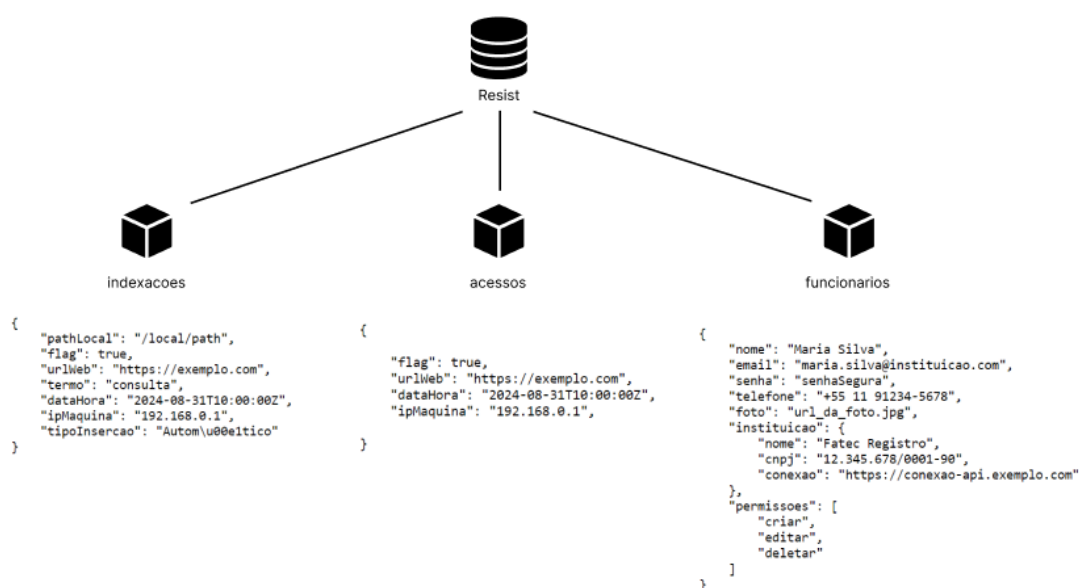 Resist
indexacoes
acessos
funcionarios
{
"pathLocal": "/local/path",
"flag": true,
"urlWeb": "https://exemplo.com",
"termo": "consulta",
"dataHora": "2024-08-31T10:00:00Z",
"ipMaquina": "192.168.0.1",
"tipoInsercao": "Autom\u00e1tico"
}
{
"flag": true,
"urlWeb": "https://exemplo.com",
"dataHora": "2024-08-31T10:00:00Z",
"ipMaquina": "192.168.0.1",
}
{
"nome": "Maria Silva",
"email": "maria.silva@instituicao.com",
"senha": "senhaSegura",
"telefone": "+55 11 91234-5678",
"foto": "url_da_foto.jpg",
"instituicao": {
"nome": "Fatec Registro",
"cnpj": "12.345.678/0001-90",
"conexao": "https://conexao-api.exemplo.com"
},
"permissoes": [
"criar",
"editar",
"deletar"
]
}